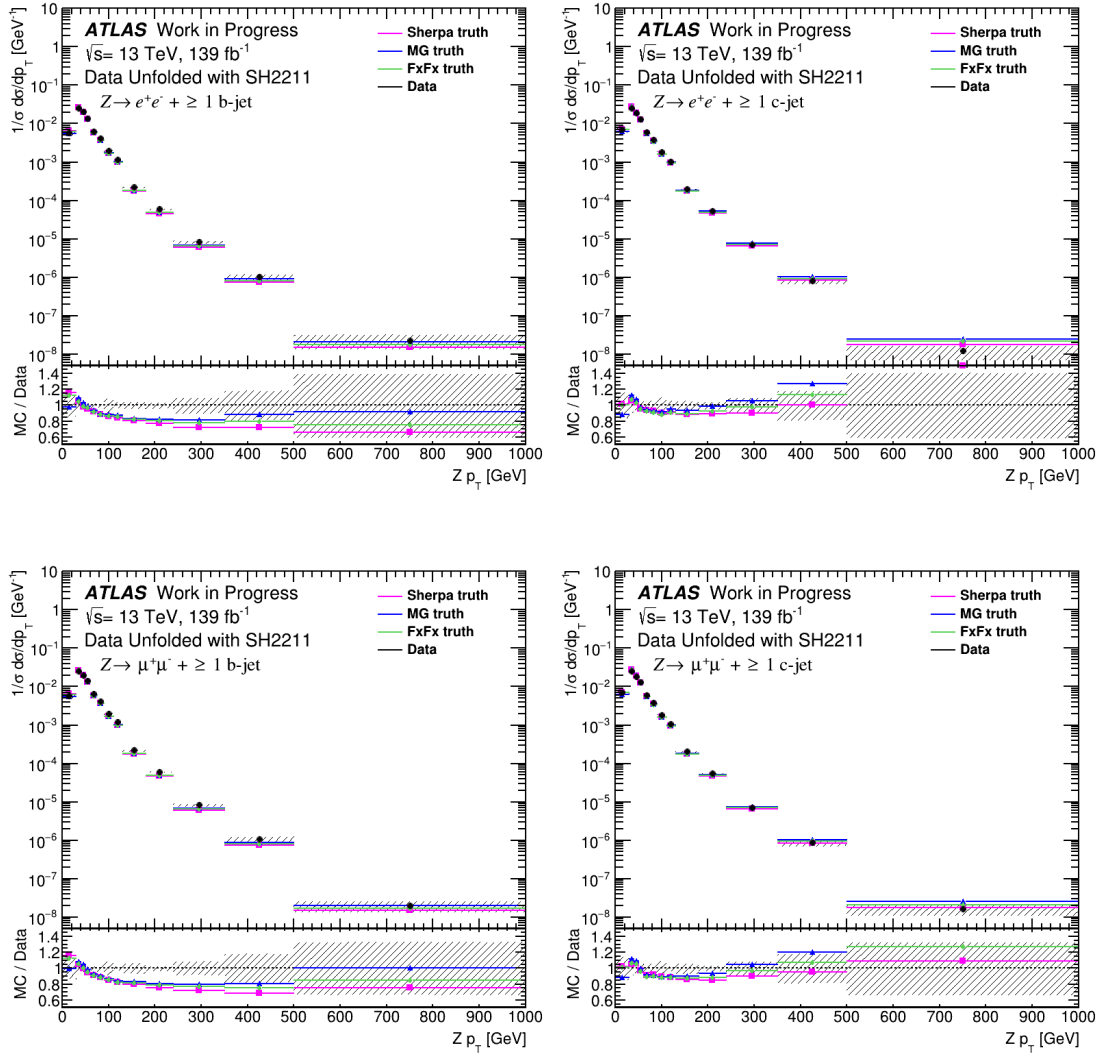 ATLAS Work in Progress
√s= 13 TeV, 139 fb⁻¹
Data Unfolded with SH2211
Z→ e⁺e⁻ + ≥ 1 b-jet
Sherpa truth
MG truth
FxFx truth
Data
1/σ dσ/dp_T [GeV⁻¹]
10
1
10⁻¹
10⁻²
10⁻³
10⁻⁴
10⁻⁵
10⁻⁶
10⁻⁷
10⁻⁸
MC / Data
1.4
1.2
1
0.8
0.6
0 100 200 300 400 500 600 700 800 900 1000
Z p_T [GeV]
ATLAS Work in Progress
√s= 13 TeV, 139 fb⁻¹
Data Unfolded with SH2211
Z→ e⁺e⁻ + ≥ 1 c-jet
Sherpa truth
MG truth
FxFx truth
Data
1/σ dσ/dp_T [GeV⁻¹]
10
1
10⁻¹
10⁻²
10⁻³
10⁻⁴
10⁻⁵
10⁻⁶
10⁻⁷
10⁻⁸
MC / Data
1.4
1.2
1
0.8
0.6
0 100 200 300 400 500 600 700 800 900 1000
Z p_T [GeV]
ATLAS Work in Progress
√s= 13 TeV, 139 fb⁻¹
Data Unfolded with SH2211
Z→ μ⁺μ⁻ + ≥ 1 b-jet
Sherpa truth
MG truth
FxFx truth
Data
1/σ dσ/dp_T [GeV⁻¹]
10
1
10⁻¹
10⁻²
10⁻³
10⁻⁴
10⁻⁵
10⁻⁶
10⁻⁷
10⁻⁸
MC / Data
1.4
1.2
1
0.8
0.6
0 100 200 300 400 500 600 700 800 900 1000
Z p_T [GeV]
ATLAS Work in Progress
√s= 13 TeV, 139 fb⁻¹
Data Unfolded with SH2211
Z→ μ⁺μ⁻ + ≥ 1 c-jet
Sherpa truth
MG truth
FxFx truth
Data
1/σ dσ/dp_T [GeV⁻¹]
10
1
10⁻¹
10⁻²
10⁻³
10⁻⁴
10⁻⁵
10⁻⁶
10⁻⁷
10⁻⁸
MC / Data
1.4
1.2
1
0.8
0.6
0 100 200 300 400 500 600 700 800 900 1000
Z p_T [GeV]